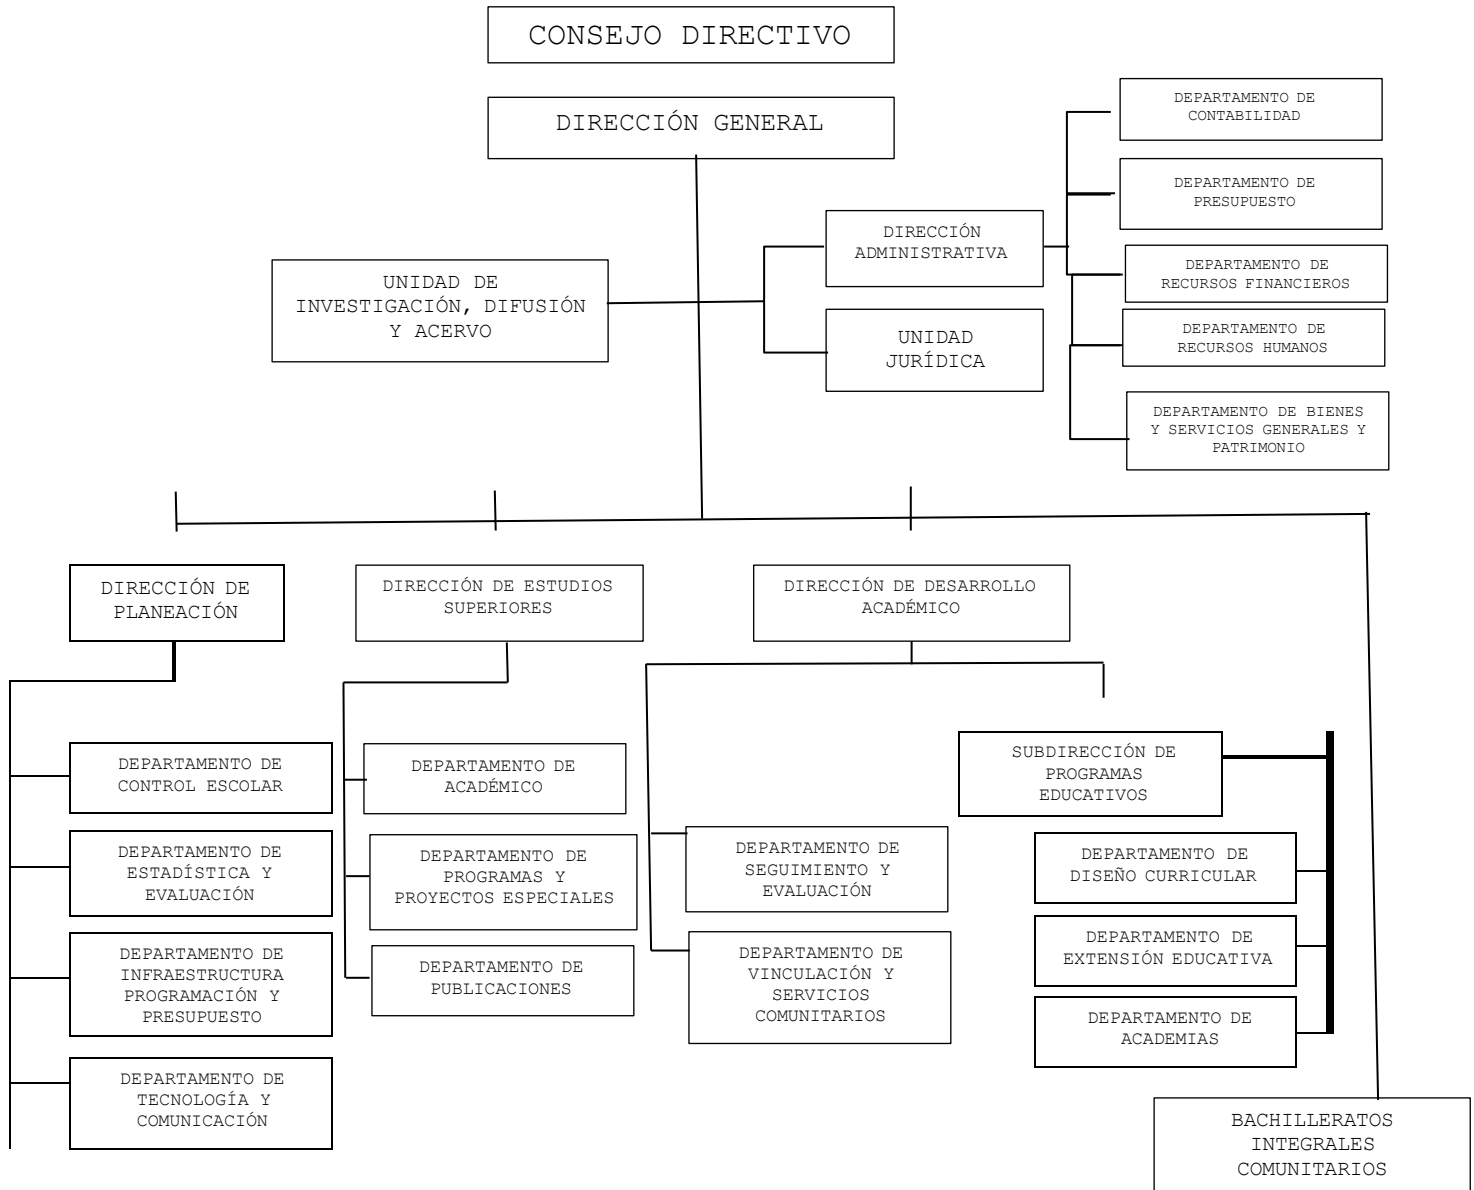 CONSEJO DIRECTIVO
DIRECCIÓN GENERAL
DEPARTAMENTO DE
CONTABILIDAD
DEPARTAMENTO DE
PRESUPUESTO
DIRECCIÓN
ADMINISTRATIVA
DEPARTAMENTO DE
RECURSOS FINANCIEROS
UNIDAD DE
INVESTIGACIÓN, DIFUSIÓN
Y ACERVO
UNIDAD
JURÍDICA
DEPARTAMENTO DE
RECURSOS HUMANOS
DEPARTAMENTO DE BIENES
Y SERVICIOS GENERALES Y
PATRIMONIO
DIRECCIÓN DE
PLANEACIÓN
DIRECCIÓN DE ESTUDIOS
SUPERIORES
DIRECCIÓN DE DESARROLLO
ACADÉMICO
DEPARTAMENTO DE
CONTROL ESCOLAR
DEPARTAMENTO DE
ESTADÍSTICA Y
EVALUACIÓN
DEPARTAMENTO DE
INFRAESTRUCTURA
PROGRAMACIÓN Y
PRESUPUESTO
DEPARTAMENTO DE
TECNOLOGÍA Y
COMUNICACIÓN
DEPARTAMENTO DE
ACADÉMICO
DEPARTAMENTO DE
PROGRAMAS Y
PROYECTOS ESPECIALES
DEPARTAMENTO DE
PUBLICACIONES
DEPARTAMENTO DE
SEGUIMIENTO Y
EVALUACIÓN
DEPARTAMENTO DE
VINCULACIÓN Y
SERVICIOS
COMUNITARIOS
SUBDIRECCIÓN DE
PROGRAMAS
EDUCATIVOS
DEPARTAMENTO DE
DISEÑO CURRICULAR
DEPARTAMENTO DE
EXTENSIÓN EDUCATIVA
DEPARTAMENTO DE
ACADEMIAS
BACHILLERATOS
INTEGRALES
COMUNITARIOS